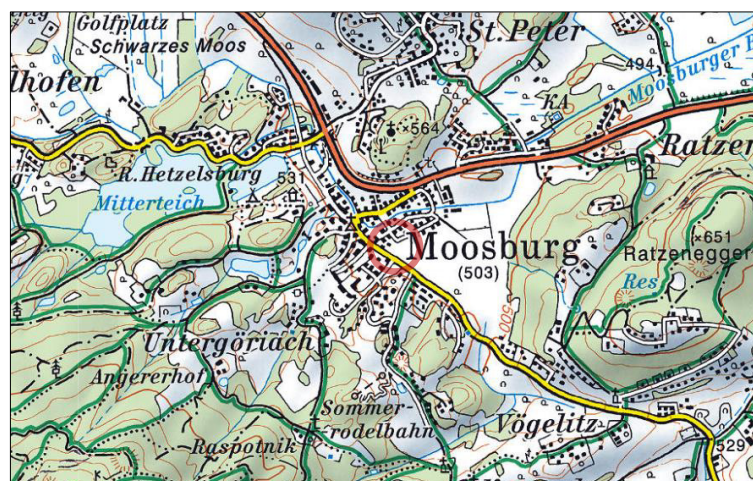 Golfplatz
Schwarzes Moos
St. Peter
lhofen
494
Moosburger
KA
×564
Ratzen
R. Hetzelsburg
531
Mitterteich
Moosburg
(503)
×651
Ratzenegger
Res
500
Untergöriach
Angererhof
Sommer-
rodelbahn
Vögelitz
Raspotnik
529